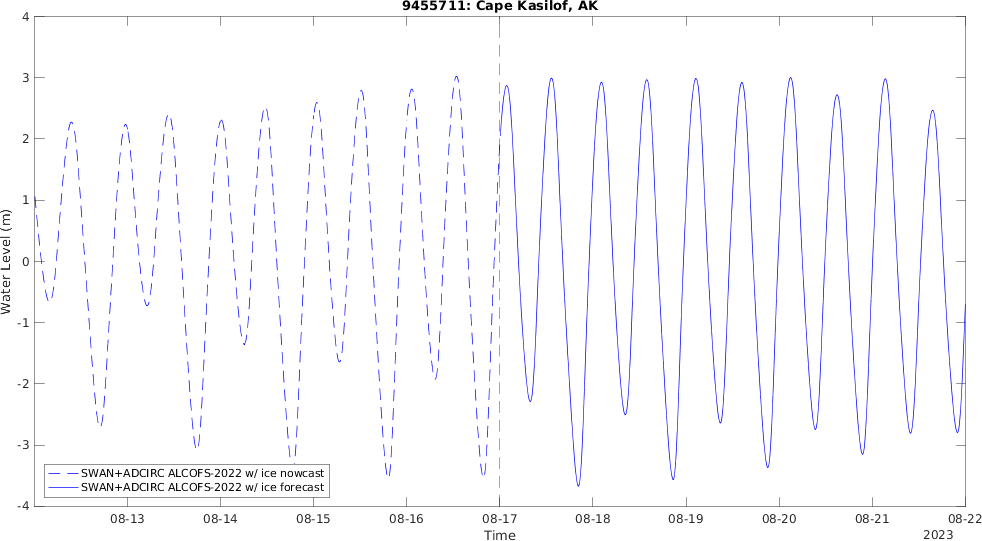 9455711: Cape Kasilof, AK
4
3
2
1
0
-1
-2
-3
-4
Water Level (m)
SWAN+ADCIRC ALCOFS-2022 w/ ice nowcast
SWAN+ADCIRC ALCOFS-2022 w/ ice forecast
08-13 08-14 08-15 08-16 08-17 08-18 08-19 08-20 08-21 08-22
Time
2023